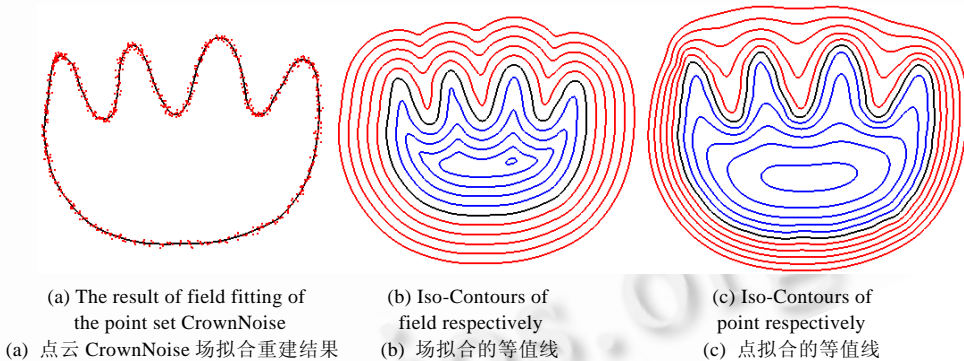 (a) The result of field fitting of
the point set CrownNoise
(a) 点云 CrownNoise 场拟合重建结果
(b) Iso-Contours of
field respectively
(b) 场拟合的等值线
(c) Iso-Contours of
point respectively
(c) 点拟合的等值线